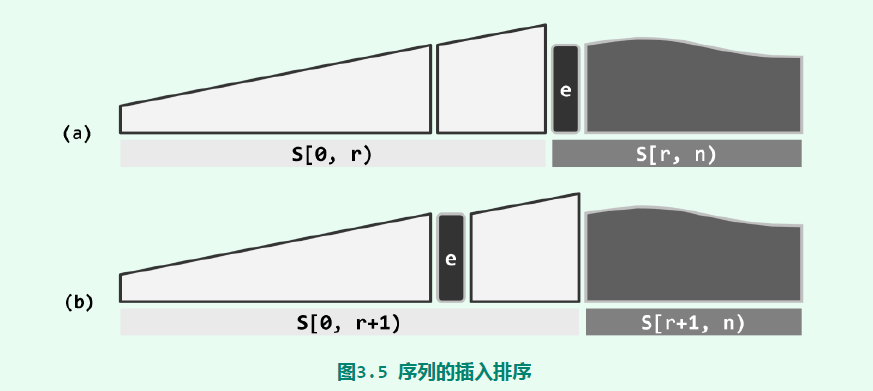 e
(a)
S[0, r) S[r, n)
e
(b)
S[0, r+1) S[r+1, n)
图3.5 序列的插入排序